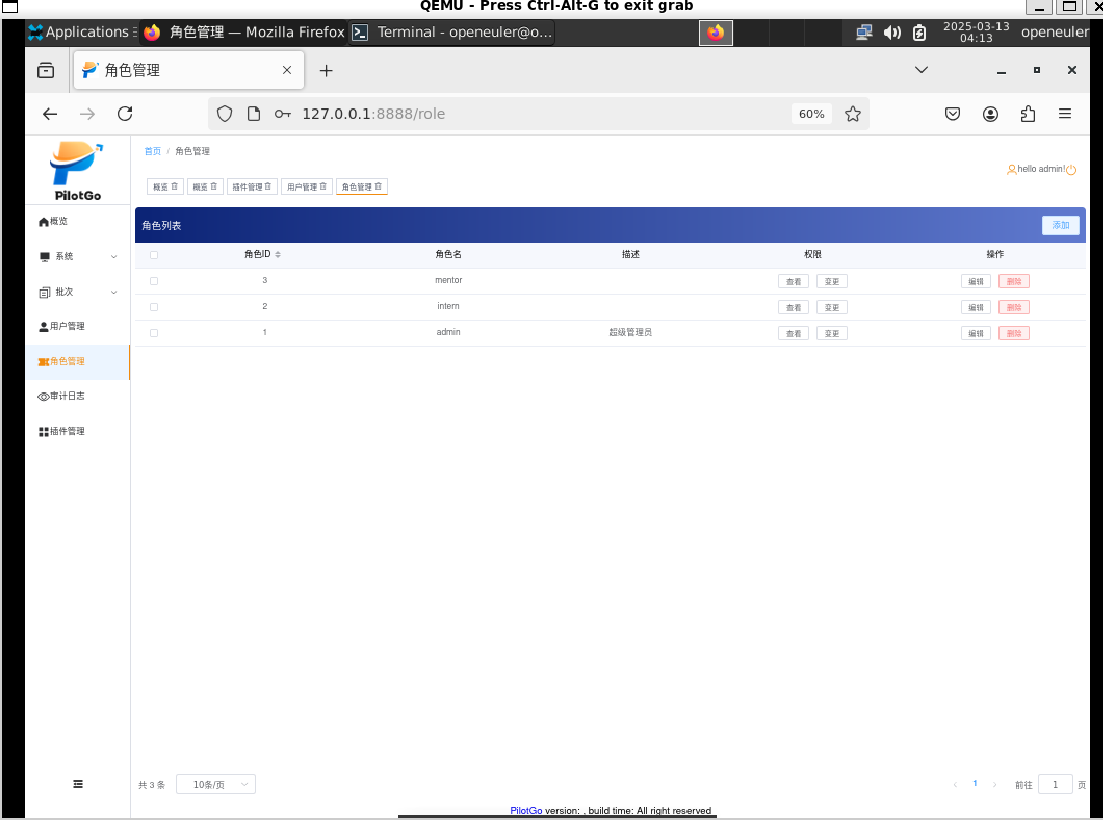 QEMU - Press Ctrl-Alt-G to exit grab
Applications
角色管理 — Mozilla Firefox
Terminal - openeuler@o...
2025-03-13
04:13
openeuler
角色管理
127.0.0.1:8888/role
60%
PilotGo
首页 / 角色管理
hello admin!
概览
概览
插件管理
用户管理
角色管理
概览
系统
批次
用户管理
角色管理
审计日志
插件管理
角色列表
添加
角色ID 角色名 描述 权限 操作
3 mentor 查看 变更 编辑 删除
2 intern 查看 变更 编辑 删除
1 admin 超级管理员 查看 变更 编辑 删除
共 3 条 10条/页 1 前往 1 页
PilotGo version: , build time: All right reserved